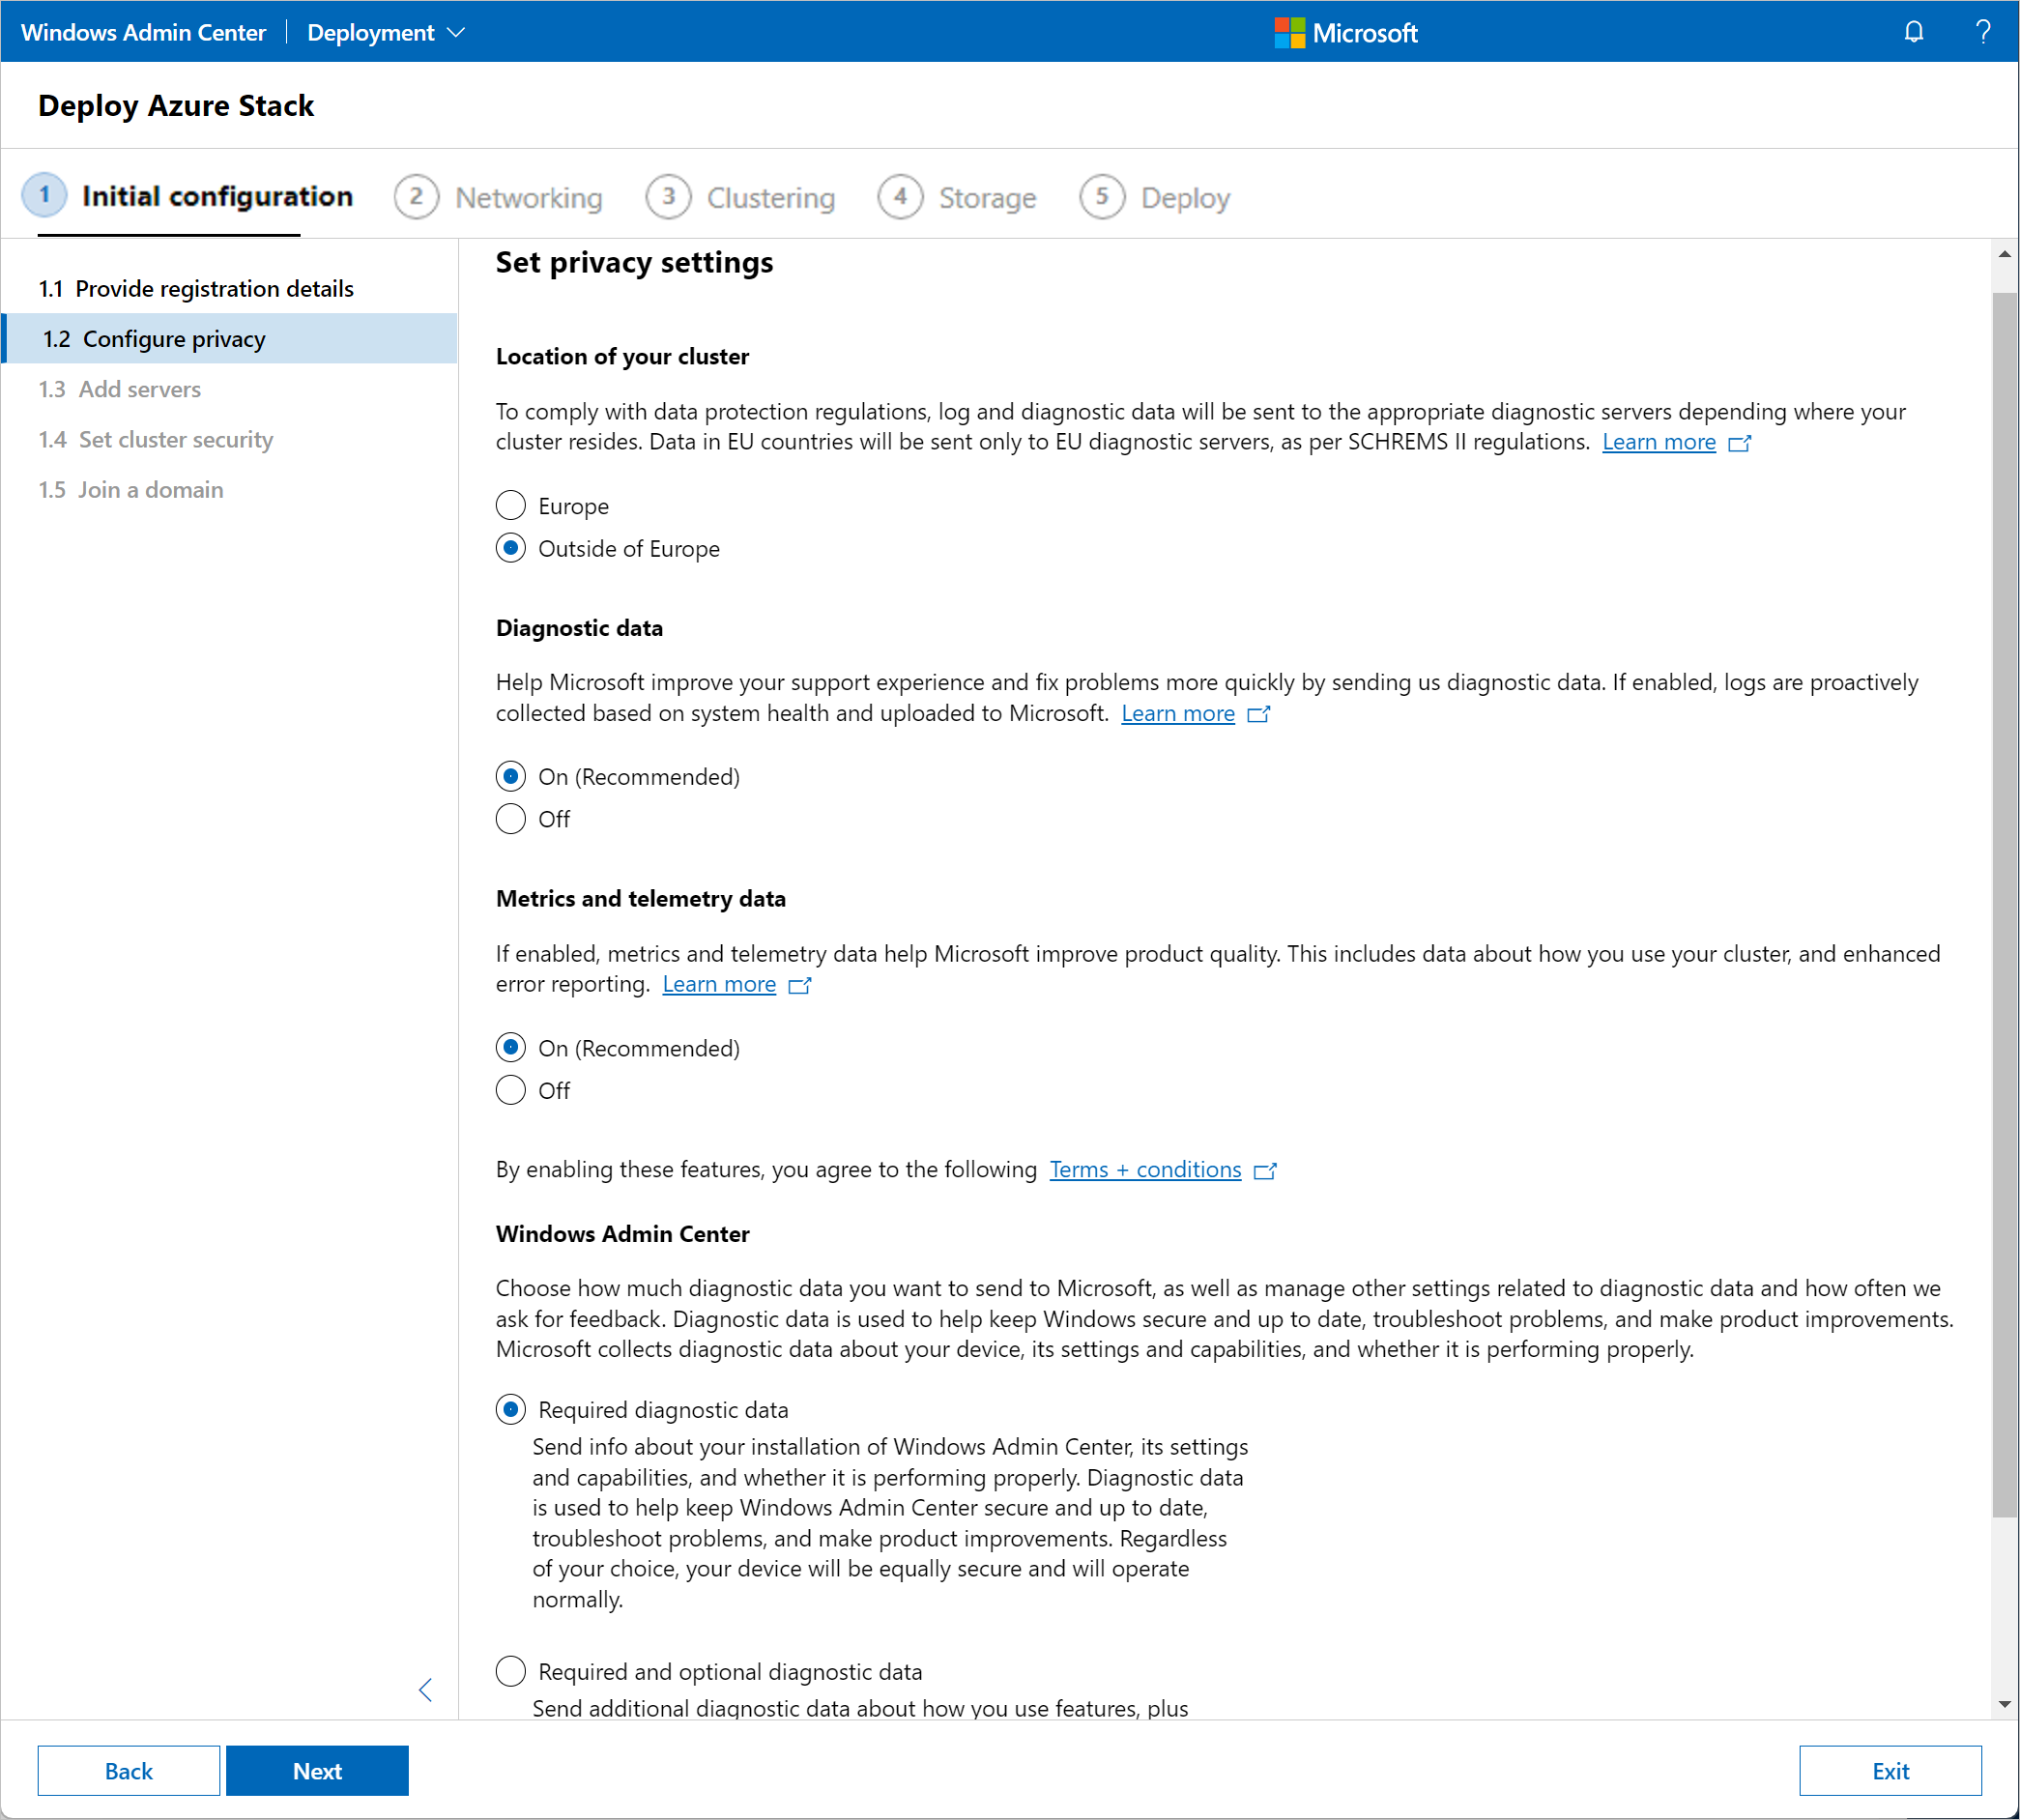 Windows Admin Center | Deployment
Microsoft
?
Deploy Azure Stack
1 Initial configuration
2 Networking
3 Clustering
4 Storage
5 Deploy
1.1 Provide registration details
1.2 Configure privacy
1.3 Add servers
1.4 Set cluster security
1.5 Join a domain
Set privacy settings
Location of your cluster
To comply with data protection regulations, log and diagnostic data will be sent to the appropriate diagnostic servers depending where your
cluster resides. Data in EU countries will be sent only to EU diagnostic servers, as per SCHREMS II regulations. Learn more
Europe
Outside of Europe
Diagnostic data
Help Microsoft improve your support experience and fix problems more quickly by sending us diagnostic data. If enabled, logs are proactively
collected based on system health and uploaded to Microsoft. Learn more
On (Recommended)
Off
Metrics and telemetry data
If enabled, metrics and telemetry data help Microsoft improve product quality. This includes data about how you use your cluster, and enhanced
error reporting. Learn more
On (Recommended)
Off
By enabling these features, you agree to the following Terms + conditions
Windows Admin Center
Choose how much diagnostic data you want to send to Microsoft, as well as manage other settings related to diagnostic data and how often we
ask for feedback. Diagnostic data is used to help keep Windows secure and up to date, troubleshoot problems, and make product improvements.
Microsoft collects diagnostic data about your device, its settings and capabilities, and whether it is performing properly.
Required diagnostic data
Send info about your installation of Windows Admin Center, its settings
and capabilities, and whether it is performing properly. Diagnostic data
is used to help keep Windows Admin Center secure and up to date,
troubleshoot problems, and make product improvements. Regardless
of your choice, your device will be equally secure and will operate
normally.
Required and optional diagnostic data
Send additional diagnostic data about how you use features, plus
Back
Next
Exit